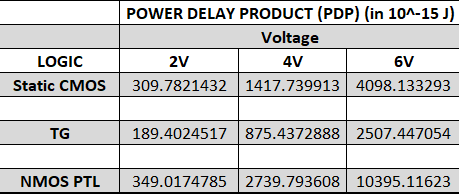 POWER DELAY PRODUCT (PDP) (in 10^-15 J)
Voltage
LOGIC 2V 4V 6V
Static CMOS 309.7821432 1417.739913 4098.133293
TG 189.4024517 875.4372888 2507.447054
NMOS PTL 349.0174785 2739.793608 10395.11623